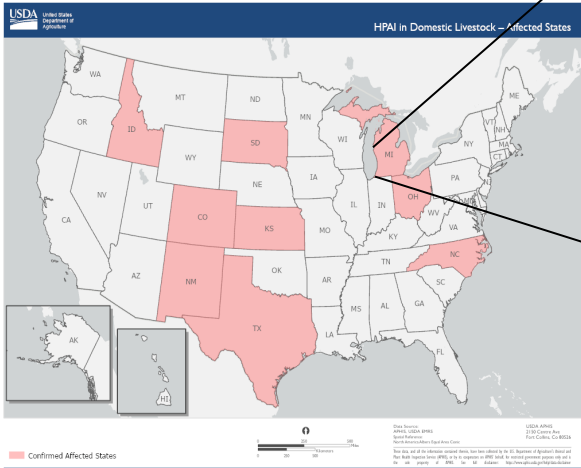 USDA
United States
Department of
Agriculture
HPAI in Domestic Livestock – Affected States
WA
MT
ND
MN
ME
OR
ID
SD
WI
MI
VT
NH
NY
MA
CT
WY
IA
PA
NJ
NE
NV
UT
IL
IN
OH
WV
MD
CA
CO
KS
MO
KY
VA
AZ
NM
OK
AR
TN
NC
SC
MS
AL
GA
TX
LA
FL
AK
HI
Confirmed Affected States
Data Source:
APHIS, USDA EMRS
Spatial Reference
North America Albers Equal Area Conic
USDA APHIS
2150 Centre Ave
Fort Collins, Co 80526